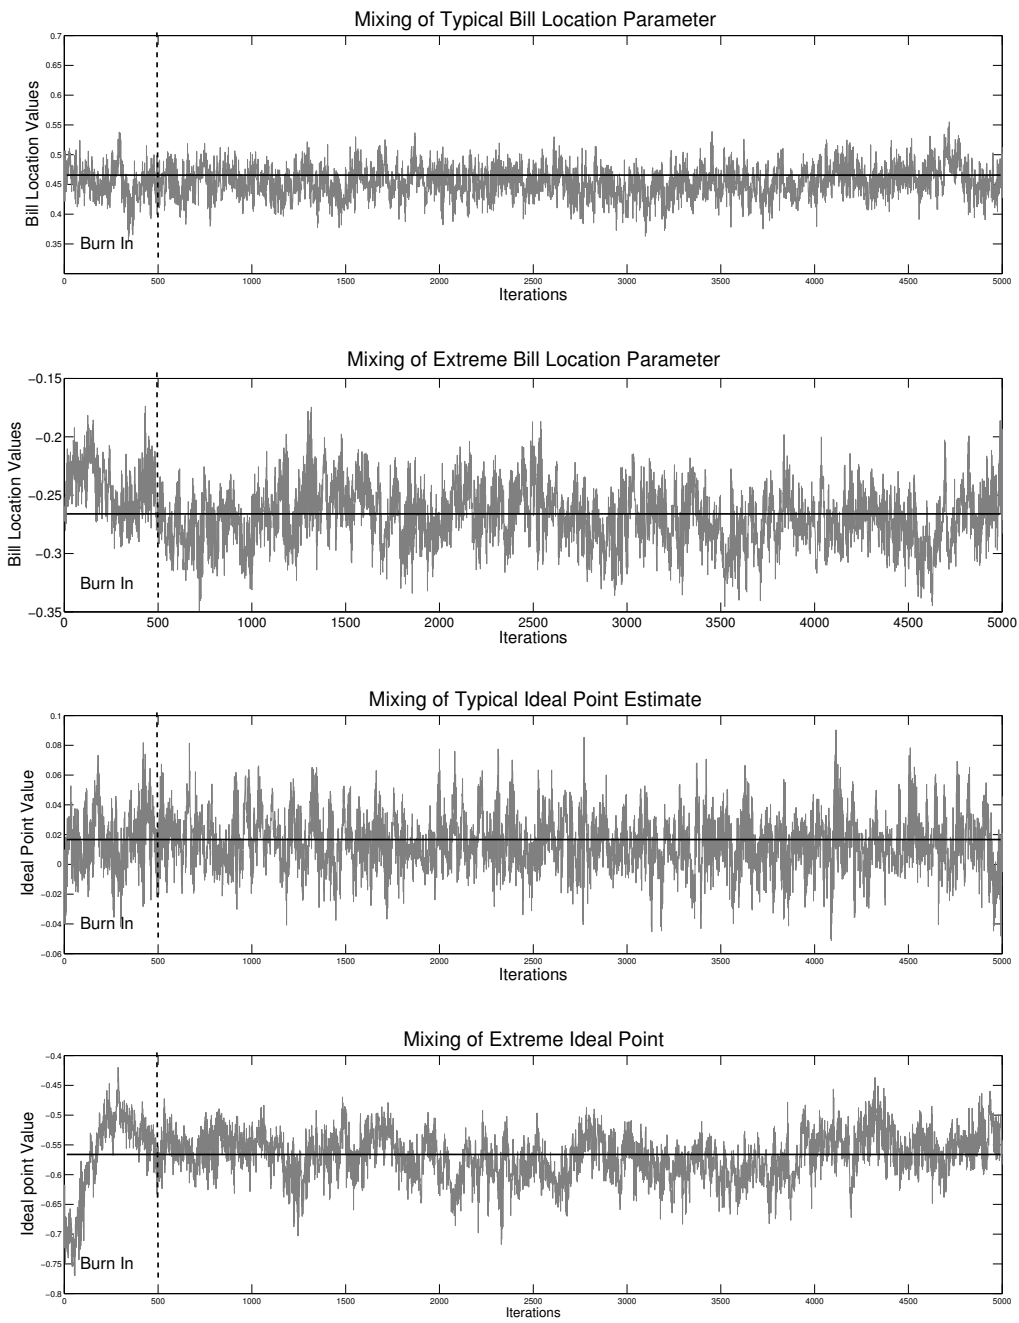 Mixing of Typical Bill Location Parameter
0.7
0.65
0.6
0.55
0.5
0.45
0.4
0.35
Bill Location Values
Burn In
0 500 1000 1500 2000 2500 3000 3500 4000 4500 5000
Iterations
Mixing of Extreme Bill Location Parameter
−0.15
−0.2
−0.25
−0.3
−0.35
Bill Location Values
Burn In
0 500 1000 1500 2000 2500 3000 3500 4000 4500 5000
Iterations
Mixing of Typical Ideal Point Estimate
0.1
0.08
0.06
0.04
0.02
0
−0.02
−0.04
−0.06
Ideal Point Value
Burn In
0 500 1000 1500 2000 2500 3000 3500 4000 4500 5000
Iterations
Mixing of Extreme Ideal Point
−0.4
−0.45
−0.5
−0.55
−0.6
−0.65
−0.7
−0.75
−0.8
Ideal point Value
Burn In
0 500 1000 1500 2000 2500 3000 3500 4000 4500 5000
Iterations